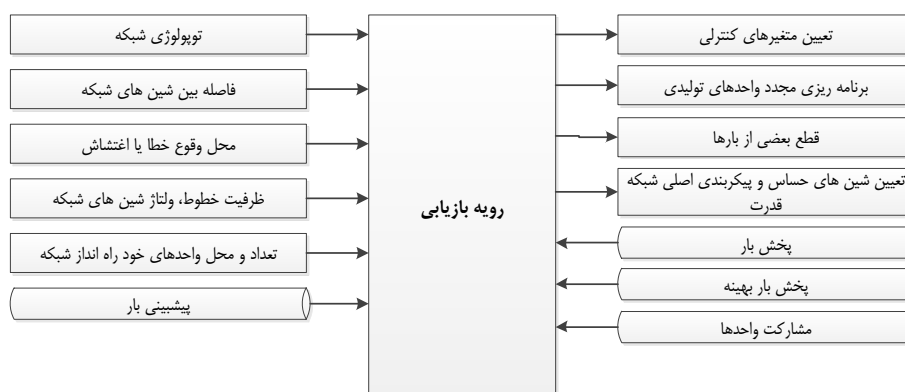 توپولوژی شبکه
فاصله بین شین های شبکه
محل وقوع خطا یا اغتشاش
ظرفیت خطوط، ولتاژ شین های شبکه
تعداد و محل واحدهای خود راه انداز شبکه
پیشبینی بار
رویه بازیابی
تعیین متغیرهای کنترلی
برنامه ریزی مجدد واحدهای تولیدی
قطع بعضی از بارها
تعیین شین های حساس و پیکربندی اصلی شبکه
قدرت
پخش بار
پخش بار بهینه
مشارکت واحدها